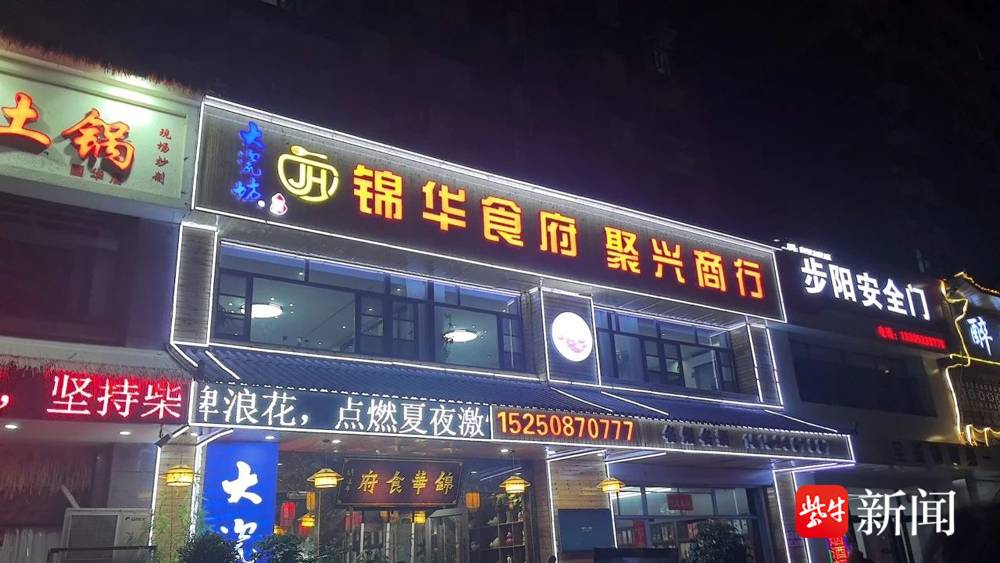 土锅
现场炒制
大瓷坊
JH
锦华食府 聚兴商行
步阳安全门
醉
，坚持柴
浪花，点燃夏夜激
15250870777
錦華食府
大瓷
紫牛
新闻